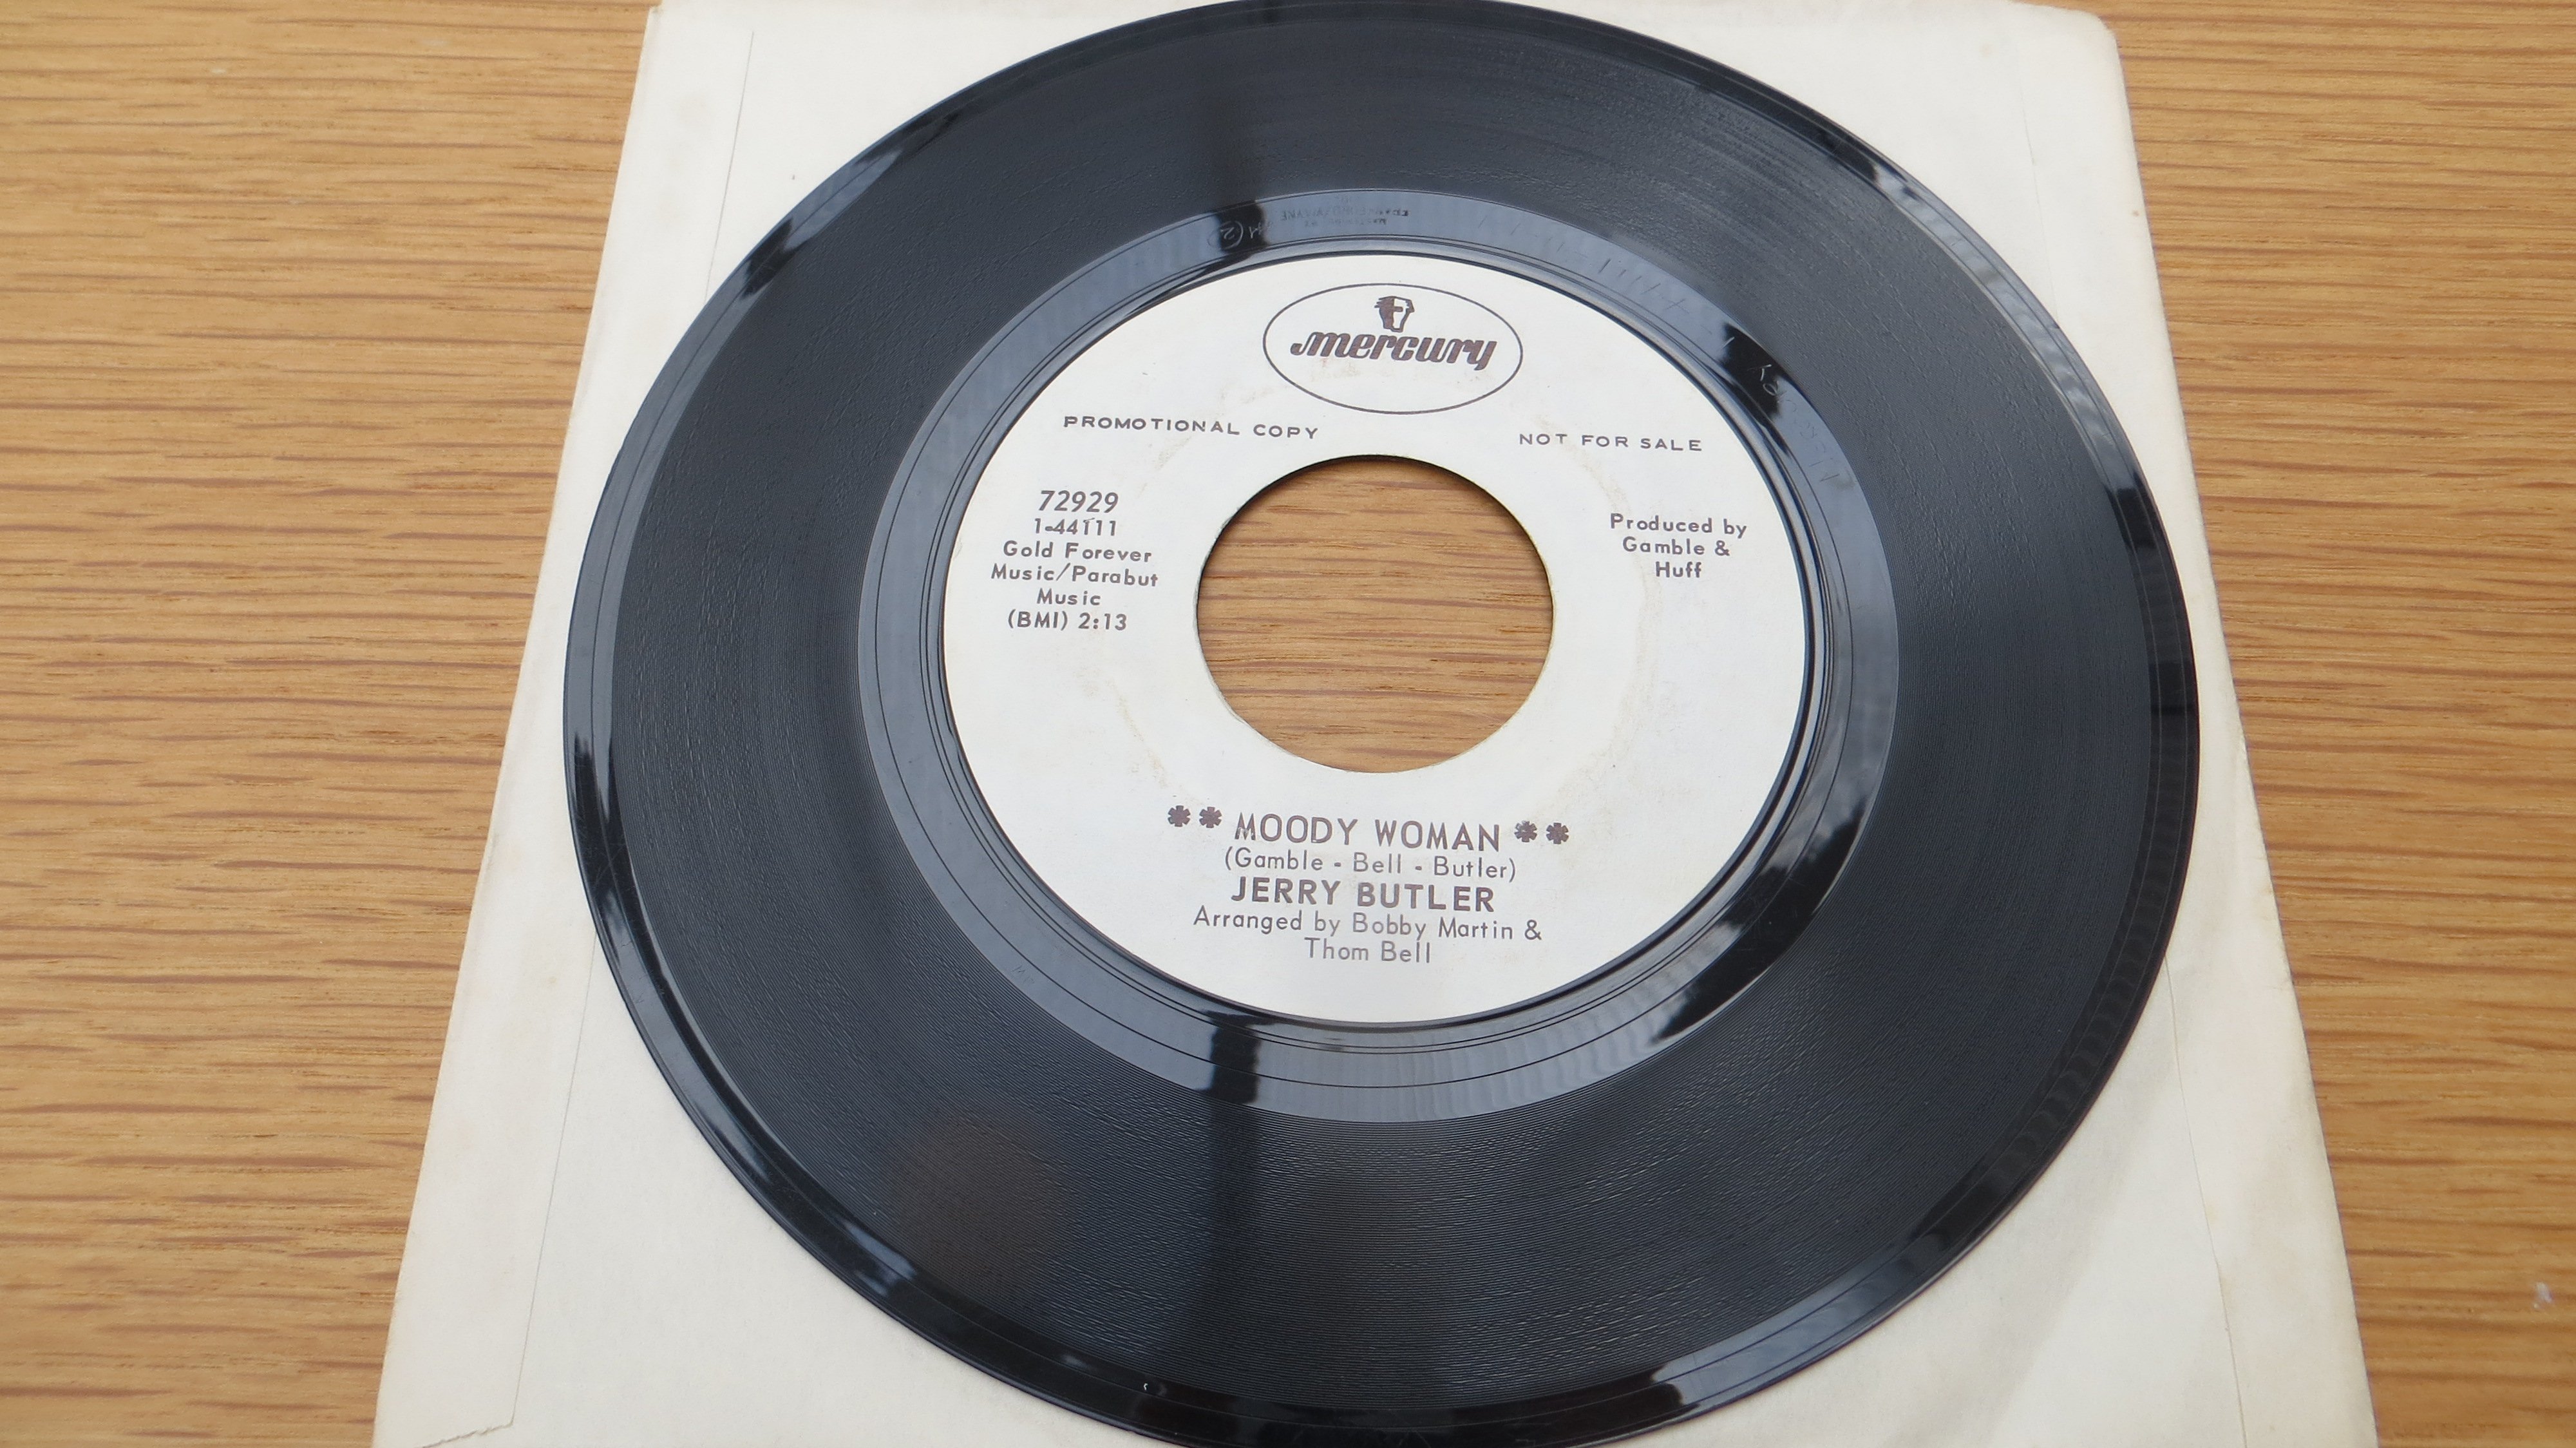 mercury
PROMOTIONAL COPY NOT FOR SALE
72929
1-44111
Gold Forever
Music/Parabut
Music
(BMI) 2:13
Produced by
Gamble &
Huff
** MOODY WOMAN **
(Gamble - Bell - Butler)
JERRY BUTLER
Arranged by Bobby Martin &
Thom Bell